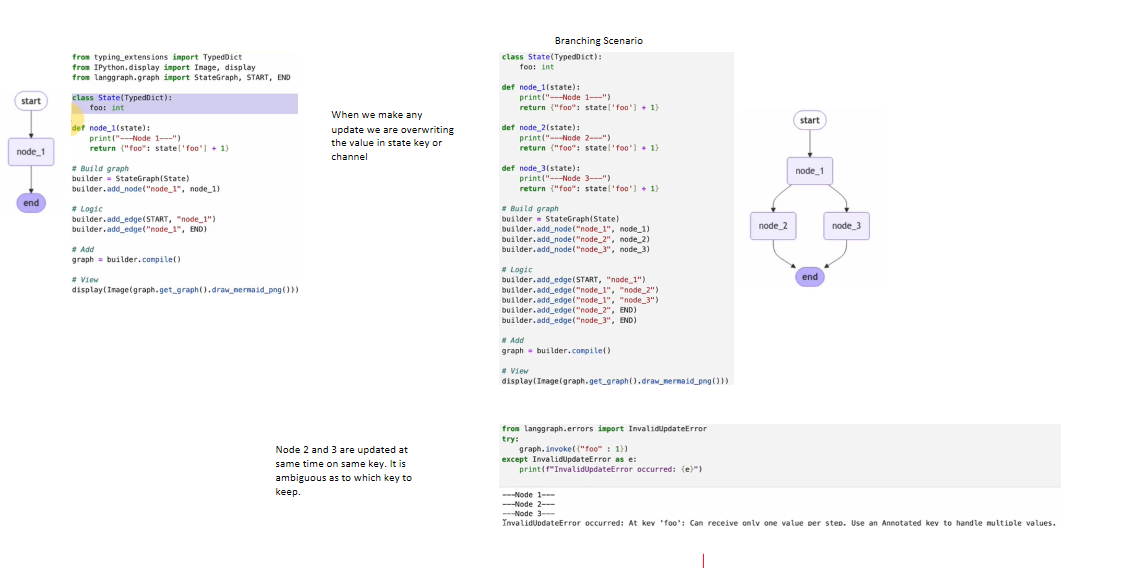 start
node_1
end
from typing_extensions import TypedDict
from IPython.display import Image, display
from langgraph.graph import StateGraph, START, END
class State(TypedDict):
foo: int
def node_1(state):
print("---Node 1---")
return {"foo": state['foo'] + 1}
# Build graph
builder = StateGraph(State)
builder.add_node("node_1", node_1)
# Logic
builder.add_edge(START, "node_1")
builder.add_edge("node_1", END)
# Add
graph = builder.compile()
# View
display(Image(graph.get_graph().draw_mermaid_png()))
When we make any
update we are overwriting
the value in state key or
channel
Branching Scenario
class State(TypedDict):
foo: int
def node_1(state):
print("---Node 1---")
return {"foo": state['foo'] + 1}
def node_2(state):
print("---Node 2---")
return {"foo": state['foo'] + 1}
def node_3(state):
print("---Node 3---")
return {"foo": state['foo'] + 1}
# Build graph
builder = StateGraph(State)
builder.add_node("node_1", node_1)
builder.add_node("node_2", node_2)
builder.add_node("node_3", node_3)
# Logic
builder.add_edge(START, "node_1")
builder.add_edge("node_1", "node_2")
builder.add_edge("node_1", "node_3")
builder.add_edge("node_2", END)
builder.add_edge("node_3", END)
# Add
graph = builder.compile()
# View
display(Image(graph.get_graph().draw_mermaid_png()))
start
node_1
node_2
node_3
end
Node 2 and 3 are updated at
same time on same key. It is
ambiguous as to which key to
keep.
from langgraph.errors import InvalidUpdateError
try:
graph.invoke({"foo" : 1})
except InvalidUpdateError as e:
print(f"InvalidUpdateError occurred: {e}")
---Node 1---
---Node 2---
---Node 3---
InvalidUpdateError occurred: At key 'foo': Can receive only one value per step. Use an Annotated key to handle multiple values.